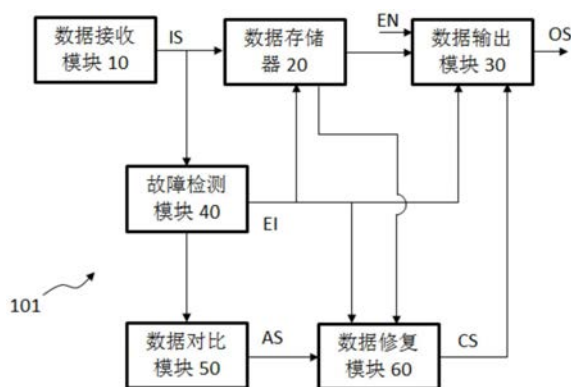 数据接收
模块 10
IS
数据存储
器 20
EN
数据输出
模块 30
OS
故障检测
模块 40
EI
101
数据对比
模块 50
AS
数据修复
模块 60
CS